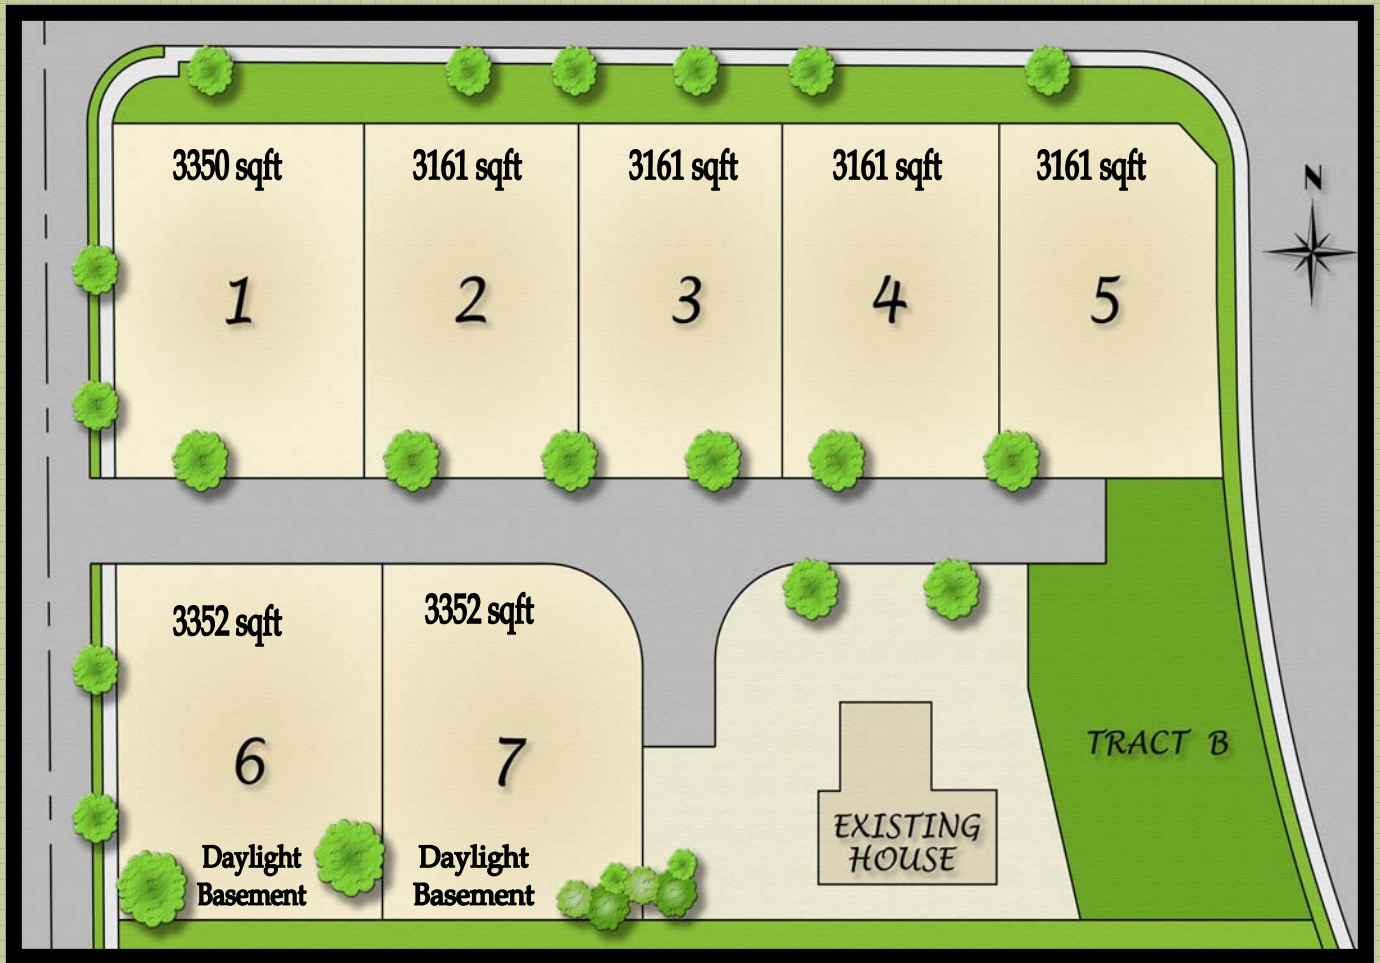 3350 sqft
3161 sqft
3161 sqft
3161 sqft
3161 sqft
N
1
2
3
4
5
3352 sqft
3352 sqft
6
7
TRACT B
EXISTING
HOUSE
Daylight
Basement
Daylight
Basement